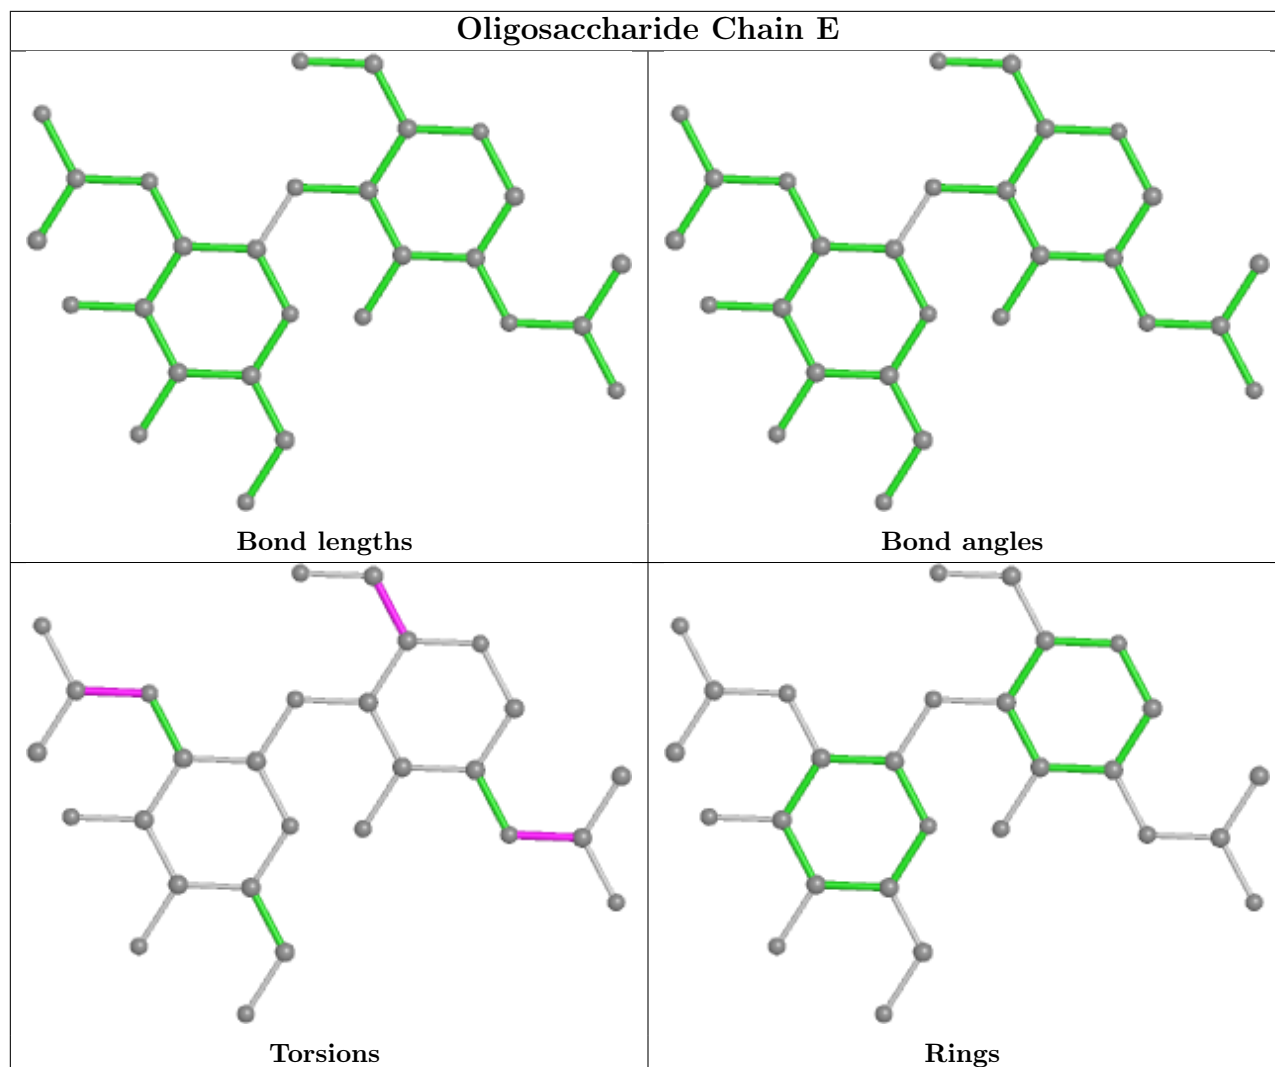 Oligosaccharide Chain E
Bond lengths
Bond angles
Torsions
Rings